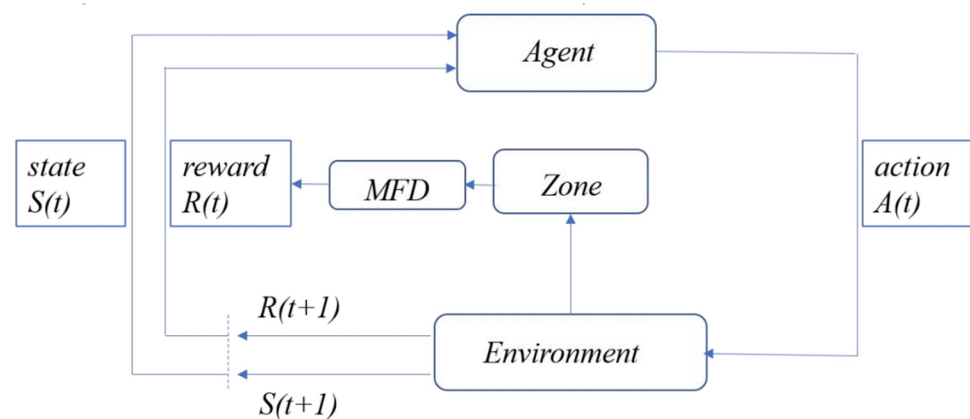 Agent
state
S(t)
reward
R(t)
MFD
Zone
action
A(t)
R(t+1)
Environment
S(t+1)